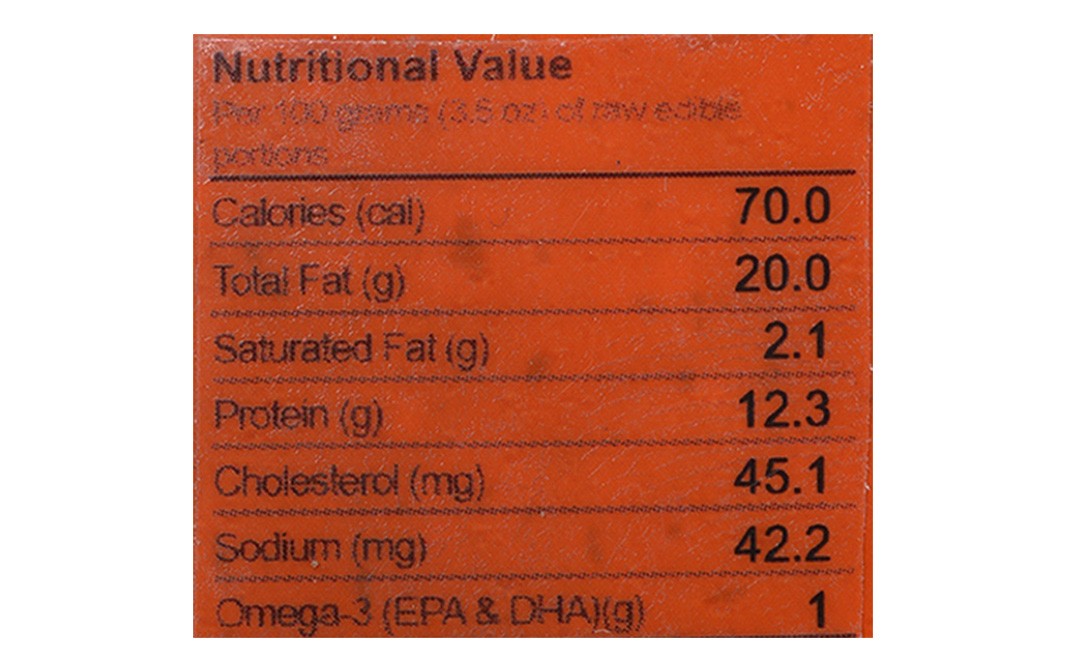 Nutritional Value
Per 100 grams (3.5 oz) of raw edible
portions
Calories (cal) 70.0
Total Fat (g) 20.0
Saturated Fat (g) 2.1
Protein (g) 12.3
Cholesterol (mg) 45.1
Sodium (mg) 42.2
Omega-3 (EPA & DHA)(g) 1